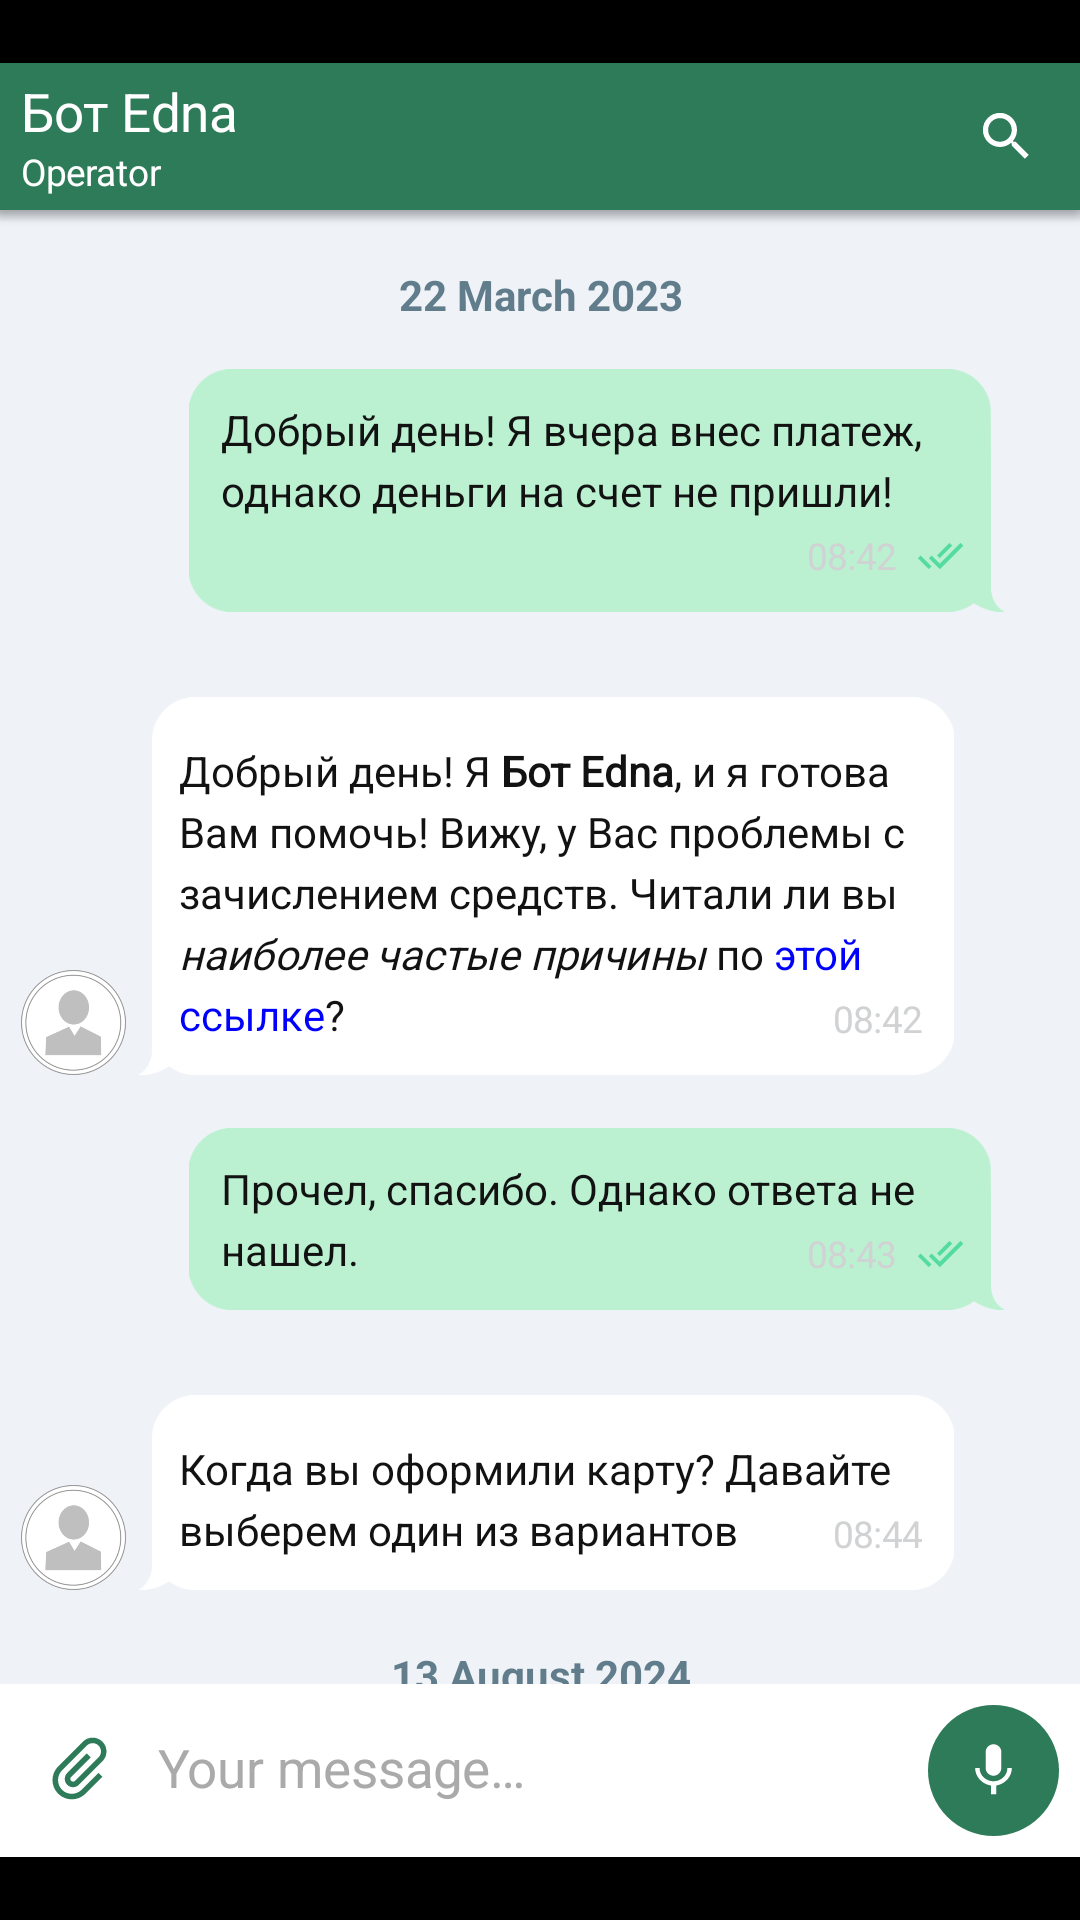 Бот Edna
Operator
22 March 2023
Добрый день! Я вчера внес платеж,
однако деньги на счет не пришли!
08:42
Добрый день! Я Бот Edna, и я готова
Вам помочь! Вижу, у Вас проблемы с
зачислением средств. Читали ли вы
наиболее частые причины по этой
ссылке?
08:42
Прочел, спасибо. Однако ответа не
нашел.
08:43
Когда вы оформили карту? Давайте
выберем один из вариантов
08:44
13 August 2024
Your message…